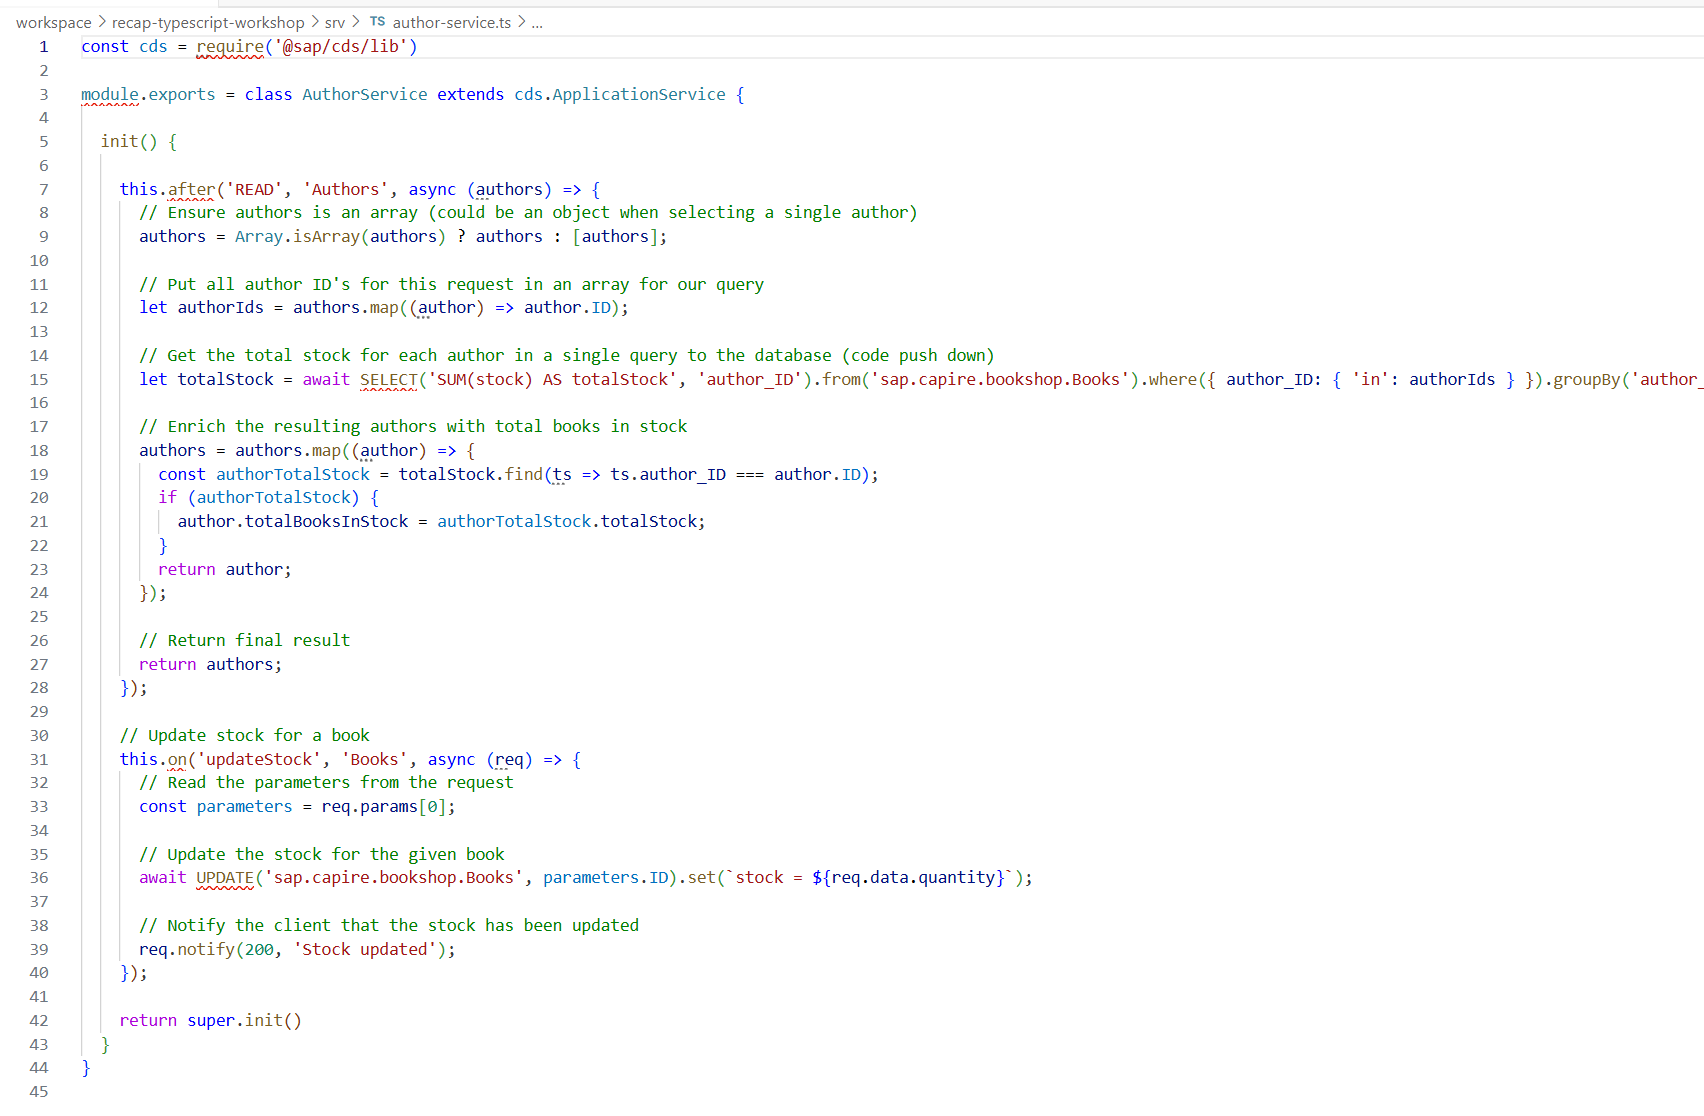 workspace > recap-typescript-workshop > srv > TS author-service.ts > ...
1 const cds = require('@sap/cds/lib')
2
3 module.exports = class AuthorService extends cds.ApplicationService {
4
5 init() {
6
7 this.after('READ', 'Authors', async (authors) => {
8 // Ensure authors is an array (could be an object when selecting a single author)
9 authors = Array.isArray(authors) ? authors : [authors];
10
11 // Put all author ID's for this request in an array for our query
12 let authorIds = authors.map((author) => author.ID);
13
14 // Get the total stock for each author in a single query to the database (code push down)
15 let totalStock = await SELECT('SUM(stock) AS totalStock', 'author_ID').from('sap.capire.bookshop.Books').where({ author_ID: { 'in': authorIds } }).groupBy('author_
16
17 // Enrich the resulting authors with total books in stock
18 authors = authors.map((author) => {
19 const authorTotalStock = totalStock.find(ts => ts.author_ID === author.ID);
20 if (authorTotalStock) {
21 author.totalBooksInStock = authorTotalStock.totalStock;
22 }
23 return author;
24 });
25
26 // Return final result
27 return authors;
28 });
29
30 // Update stock for a book
31 this.on('updateStock', 'Books', async (req) => {
32 // Read the parameters from the request
33 const parameters = req.params[0];
34
35 // Update the stock for the given book
36 await UPDATE('sap.capire.bookshop.Books', parameters.ID).set(`stock = ${req.data.quantity}`);
37
38 // Notify the client that the stock has been updated
39 req.notify(200, 'Stock updated');
40 });
41
42 return super.init()
43 }
44 }
45